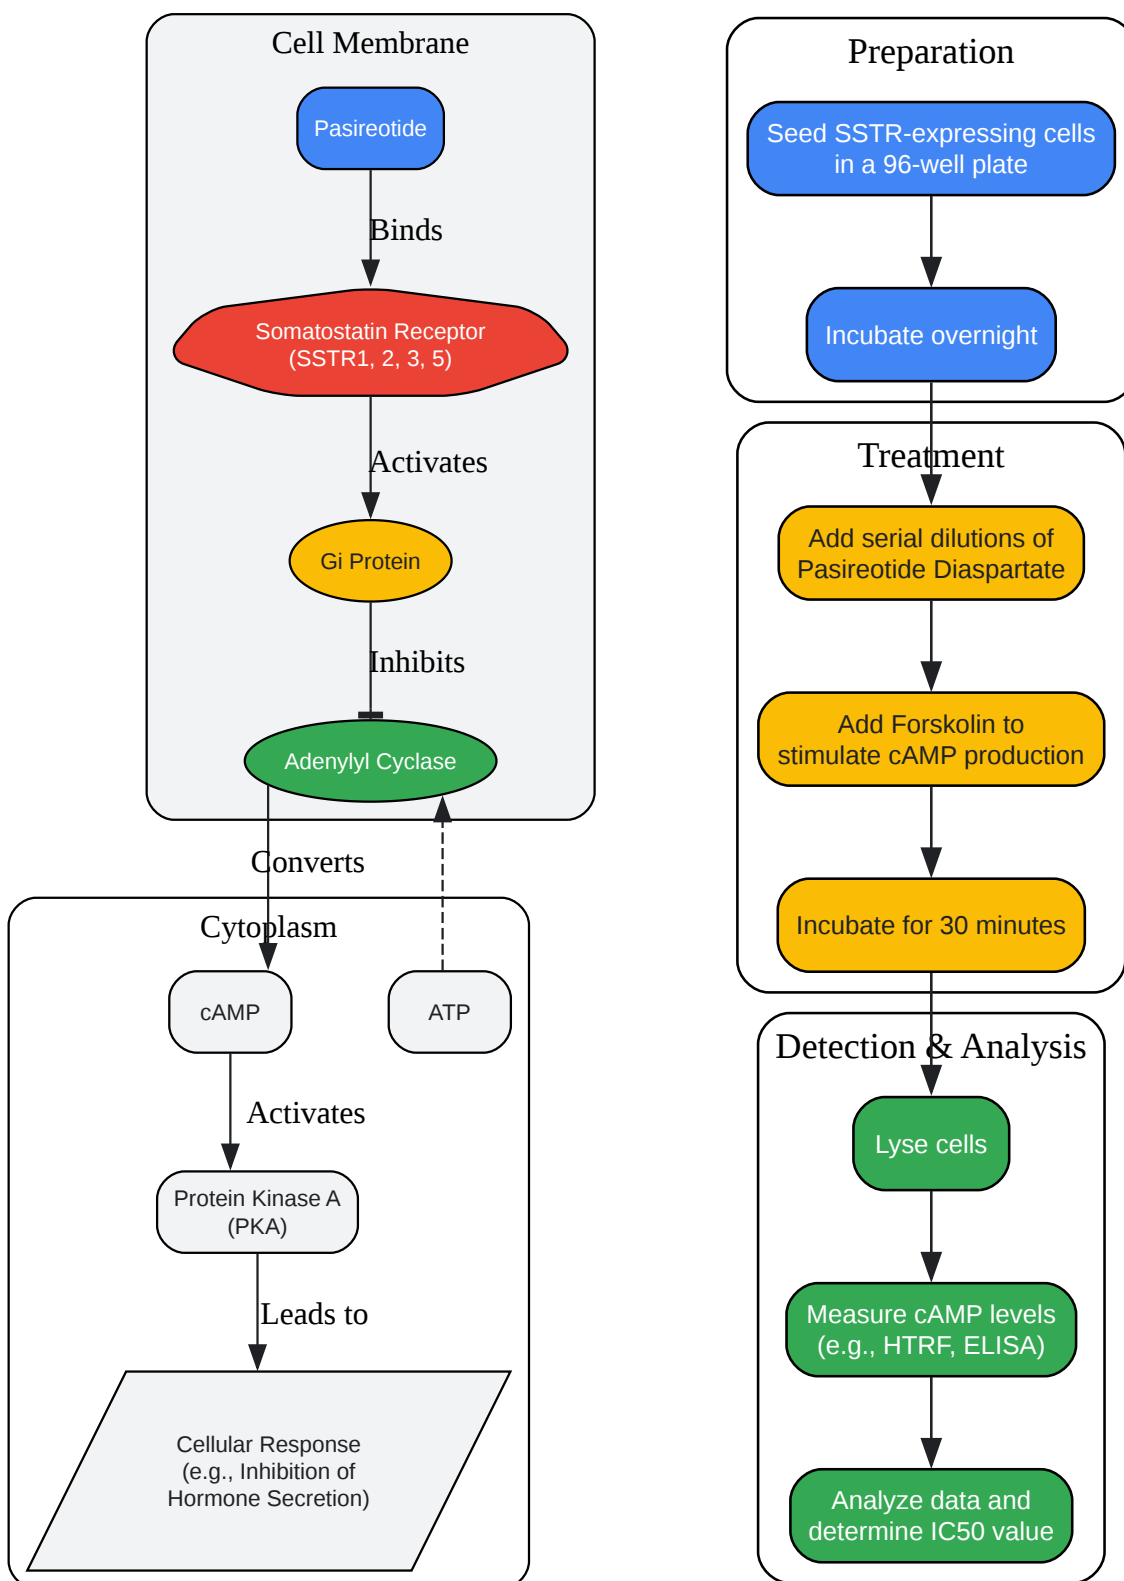 Cell Membrane
Pasireotide
Binds
Somatostatin Receptor
(SSTR1, 2, 3, 5)
Activates
Gi Protein
Inhibits
Adenylyl Cyclase
Converts
Cytoplasm
cAMP
ATP
Activates
Protein Kinase A
(PKA)
Leads to
Cellular Response
(e.g., Inhibition of
Hormone Secretion)
Preparation
Seed SSTR-expressing cells
in a 96-well plate
Incubate overnight
Treatment
Add serial dilutions of
Pasireotide Diaspartate
Add Forskolin to
stimulate cAMP production
Incubate for 30 minutes
Detection & Analysis
Lyse cells
Measure cAMP levels
(e.g., HTRF, ELISA)
Analyze data and
determine IC50 value